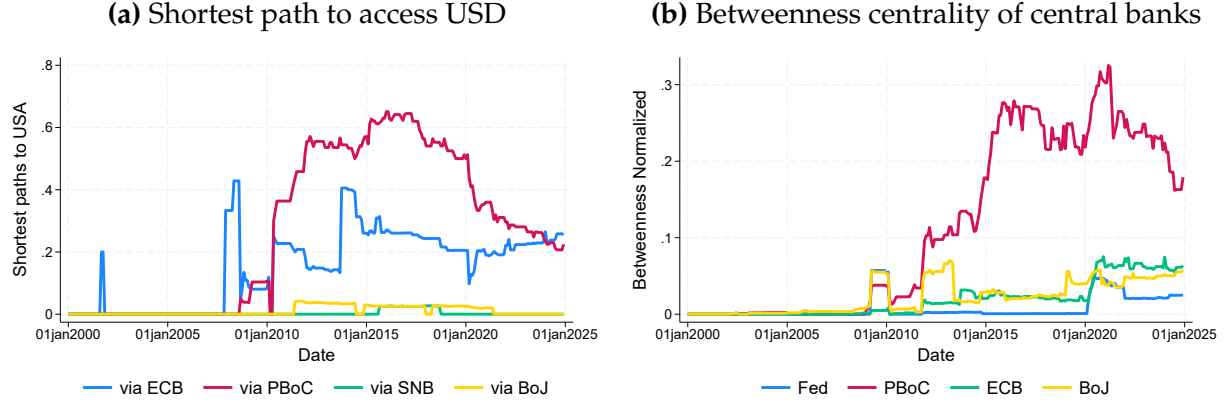 (a) Shortest path to access USD
Shortest paths to USA
.8
.6
.4
.2
0
01jan2000 01jan2005 01jan2010 01jan2015 01jan2020 01jan2025
Date
via ECB via PBoC via SNB via BoJ
(b) Betweenness centrality of central banks
Betweenness Normalized
.3
.2
.1
0
01jan2000 01jan2005 01jan2010 01jan2015 01jan2020 01jan2025
Date
Fed PBoC ECB BoJ